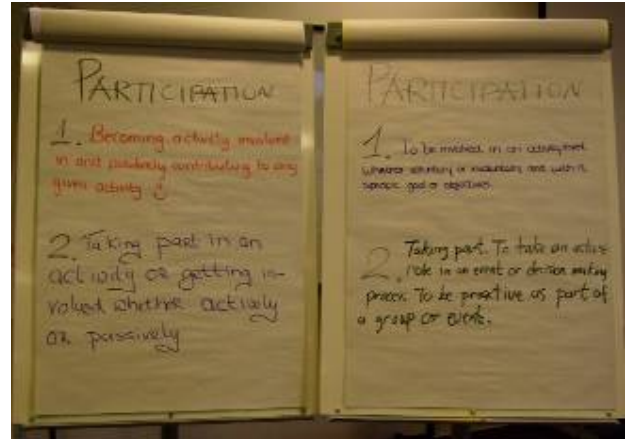 PARTICIPATION
1. Becoming actively involved
in and positively contributing to any
given activity
2. Taking part in an
activity or getting in-
volved whether actively
or passively
PARTICIPATION
1. To be involved in an activity/event
whether voluntary or involuntary and with a
specific goal or objectives.
2. Taking part. To take an active
role in an event or decision making
process. To be proactive as part of
a group or event.